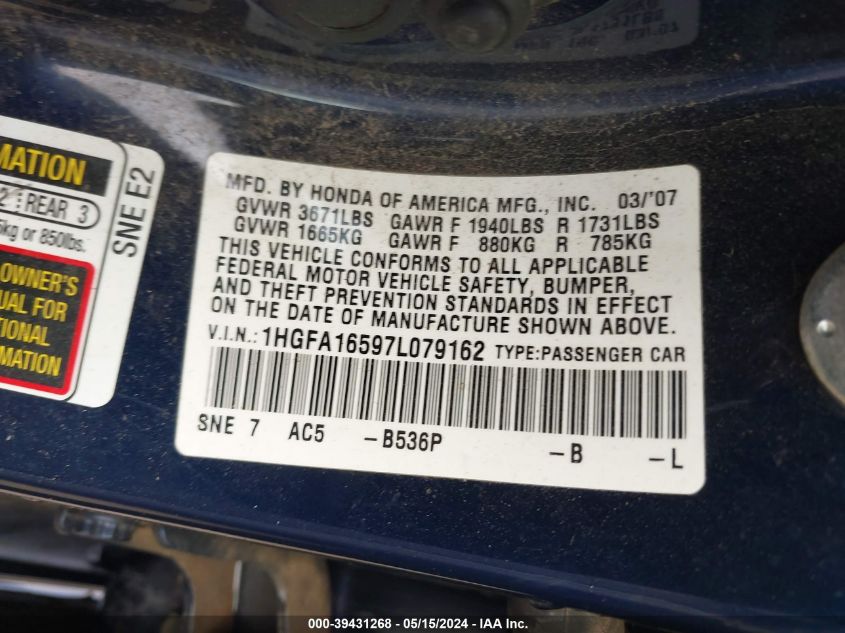 MATION
2 REAR 3
kg or 850lbs.
OWNER'S
UAL FOR
TIONAL
RMATION
SNE E2
MFD. BY HONDA OF AMERICA MFG., INC. 03/'07
GVWR 3671LBS GAWR F 1940LBS R 1731LBS
GVWR 1665KG GAWR F 880KG R 785KG
THIS VEHICLE CONFORMS TO ALL APPLICABLE
FEDERAL MOTOR VEHICLE SAFETY, BUMPER,
AND THEFT PREVENTION STANDARDS IN EFFECT
ON THE DATE OF MANUFACTURE SHOWN ABOVE.
V.I.N.: 1HGFA16597L079162 TYPE:PASSENGER CAR
SNE 7 AC5 -B536P -B -L
000-39431268 - 05/15/2024 - IAA Inc.